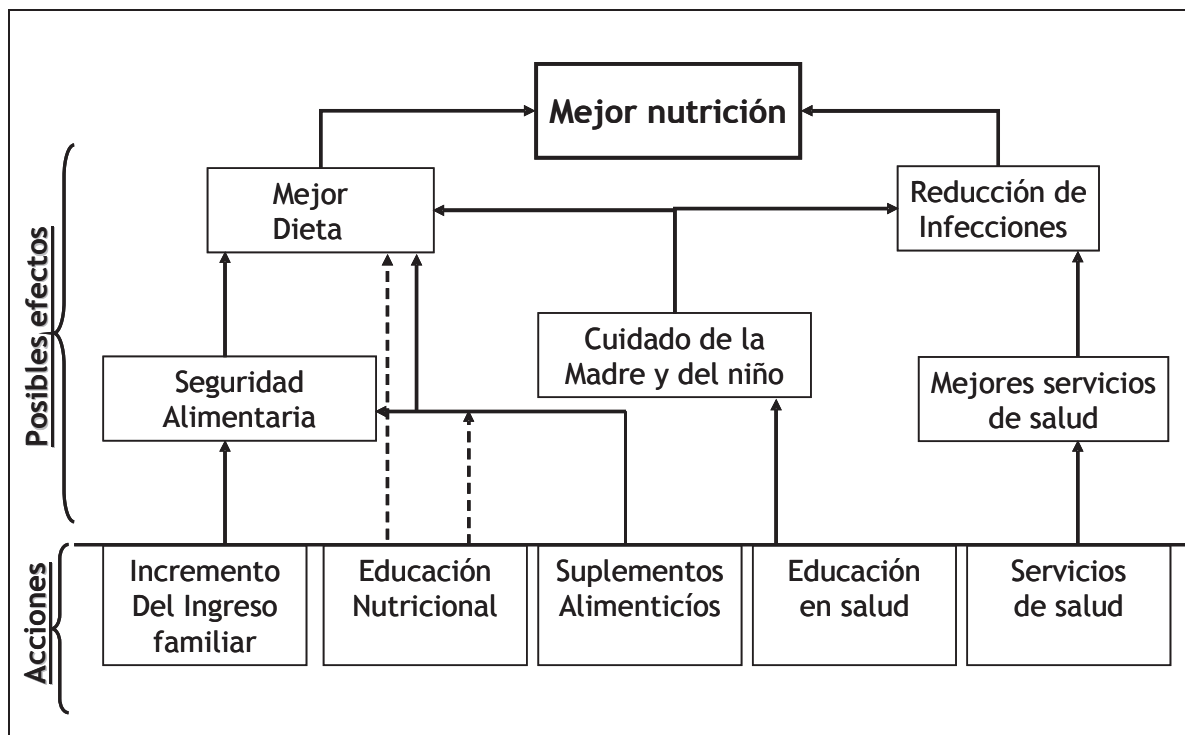 Mejor nutrición
Mejor
Dieta
Reducción de
Infecciones
Posibles efectos
Cuidado de la
Madre y del niño
Seguridad
Alimentaria
Mejores servicios
de salud
Acciones
Incremento
Del Ingreso
familiar
Educación
Nutricional
Suplementos
Alimenticíos
Educación
en salud
Servicios
de salud